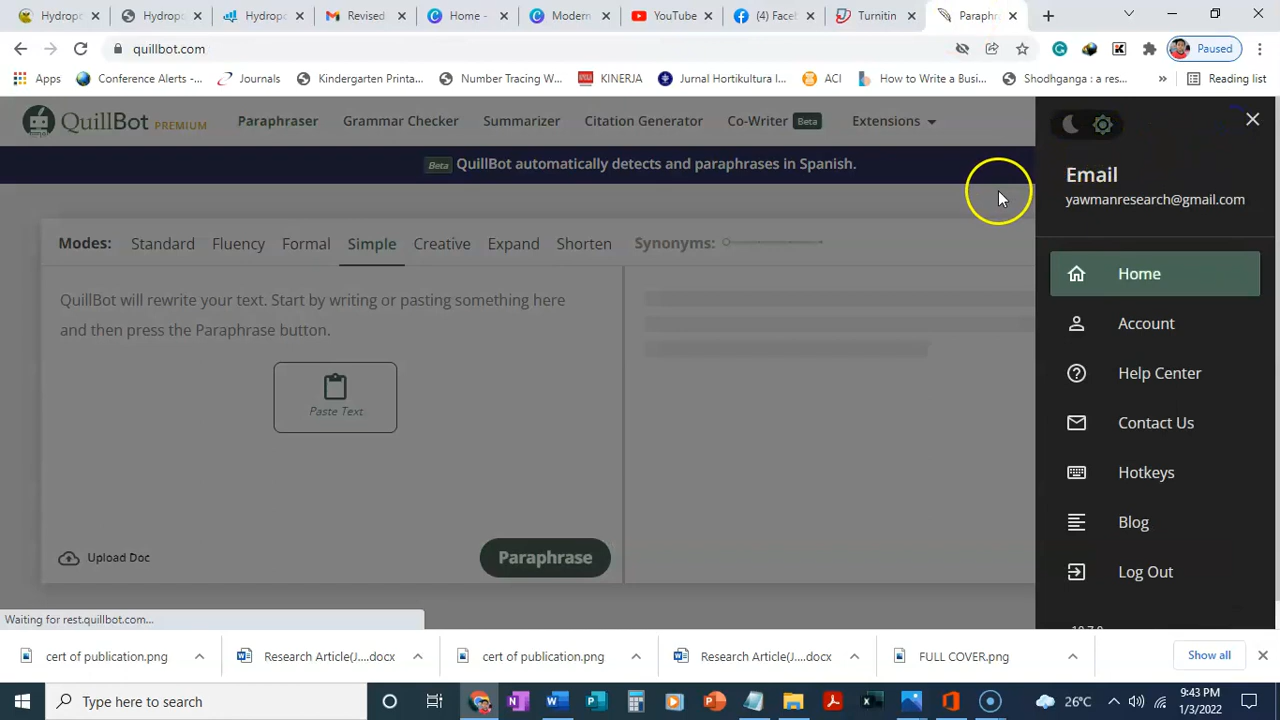 Hydrop
Hydropo
Hydropo
Revised
Home -
Modern
YouTube
(4) Faceb
Turnitin
Paraphr
quillbot.com
Paused
Apps
Conference Alerts -...
Journals
Kindergarten Printa...
Number Tracing W...
KINERJA
Jurnal Hortikultura I...
ACI
How to Write a Busi...
Shodhganga : a res...
»
Reading list
QuillBot PREMIUM
Paraphraser
Grammar Checker
Summarizer
Citation Generator
Co-Writer Beta
Extensions
Beta QuillBot automatically detects and paraphrases in Spanish.
Email
yawmanresearch@gmail.com
Modes: Standard Fluency Formal Simple Creative Expand Shorten Synonyms:
QuillBot will rewrite your text. Start by writing or pasting something here
and then press the Paraphrase button.
Paste Text
Upload Doc
Paraphrase
Home
Account
Help Center
Contact Us
Hotkeys
Blog
Log Out
Waiting for rest.quillbot.com...
cert of publication.png
Research Article(J....docx
cert of publication.png
Research Article(J....docx
FULL COVER.png
Show all
Type here to search
26°C
9:43 PM
1/3/2022